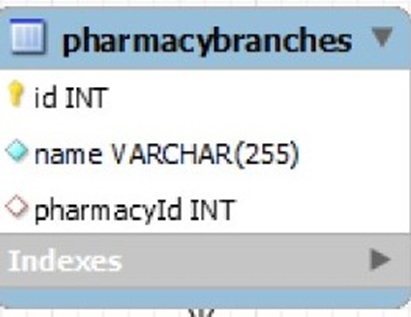 pharmacybranches
id INT
name VARCHAR(255)
pharmacyId INT
Indexes